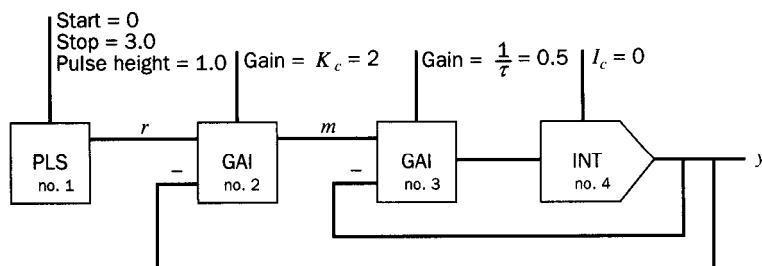 Start = 0
Stop = 3.0
Pulse height = 1.0
Gain = K_c = 2
Gain = 1/τ = 0.5
I_c = 0
r
m
y
PLS
no. 1
–
GAI
no. 2
–
GAI
no. 3
INT
no. 4